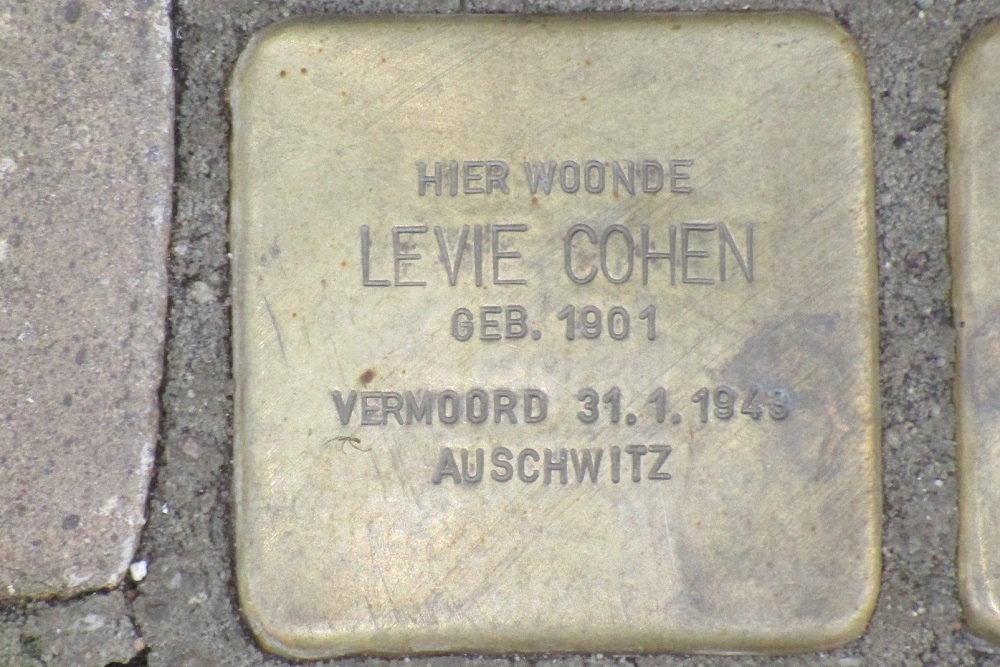 HIER WOONDE
LEVIE COHEN
GEB. 1901
VERMOORD 31.1.1943
AUSCHWITZ